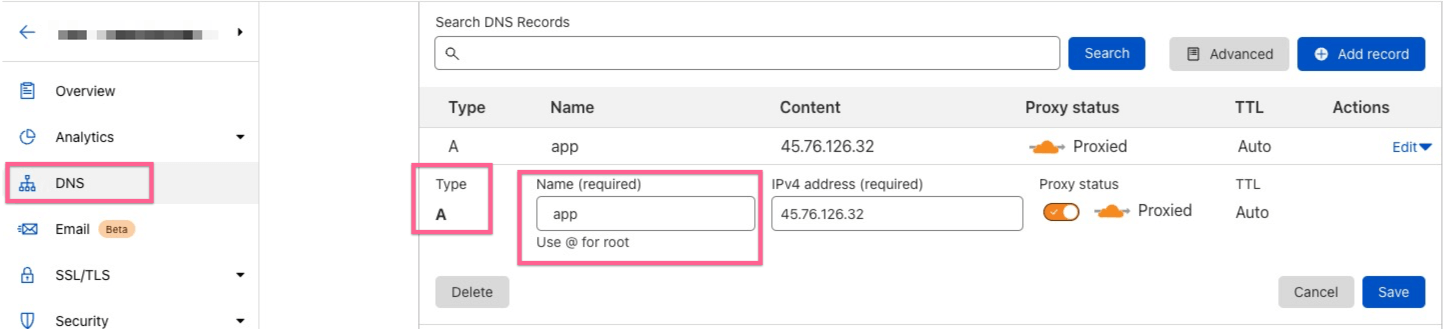 Overview
Analytics
DNS
Email Beta
SSL/TLS
Security
Search DNS Records
Search Advanced Add record
Type Name Content Proxy status TTL Actions
A app 45.76.126.32 Proxied Auto Edit
Type Name (required) IPv4 address (required) Proxy status TTL
A app 45.76.126.32 Proxied Auto
Use @ for root
Delete Cancel Save